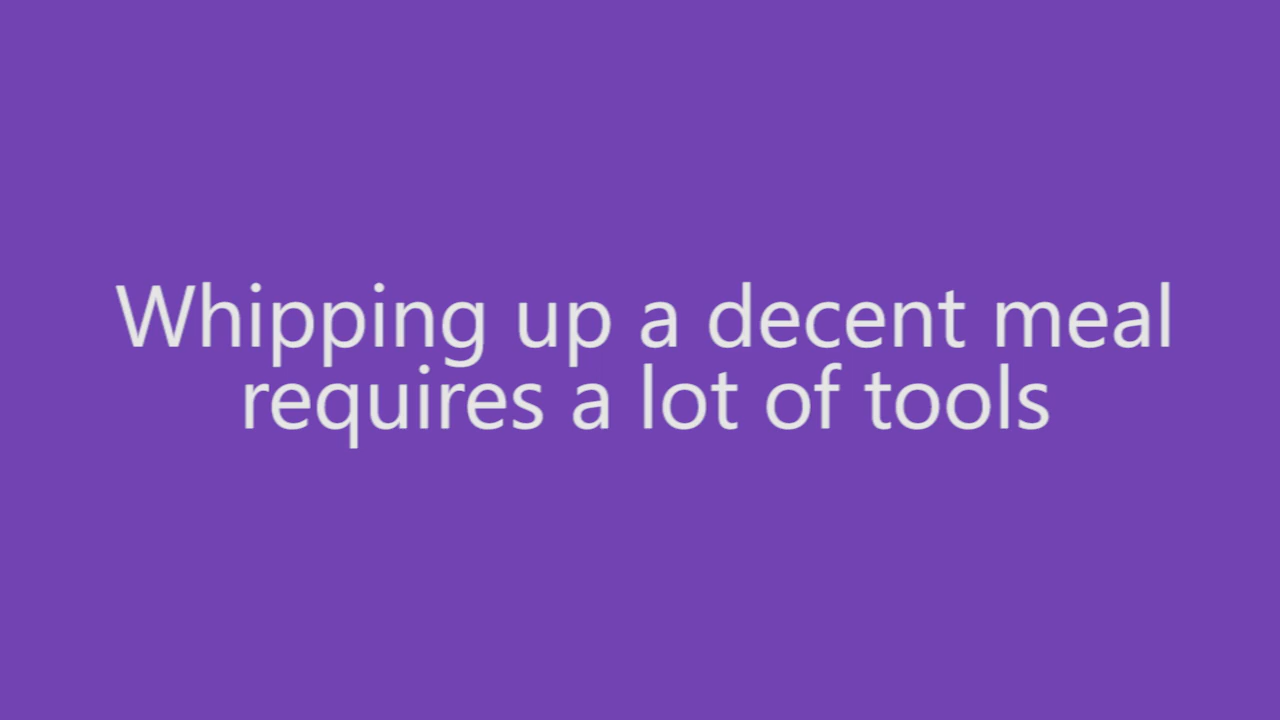 Whipping up a decent meal
requires a lot of tools